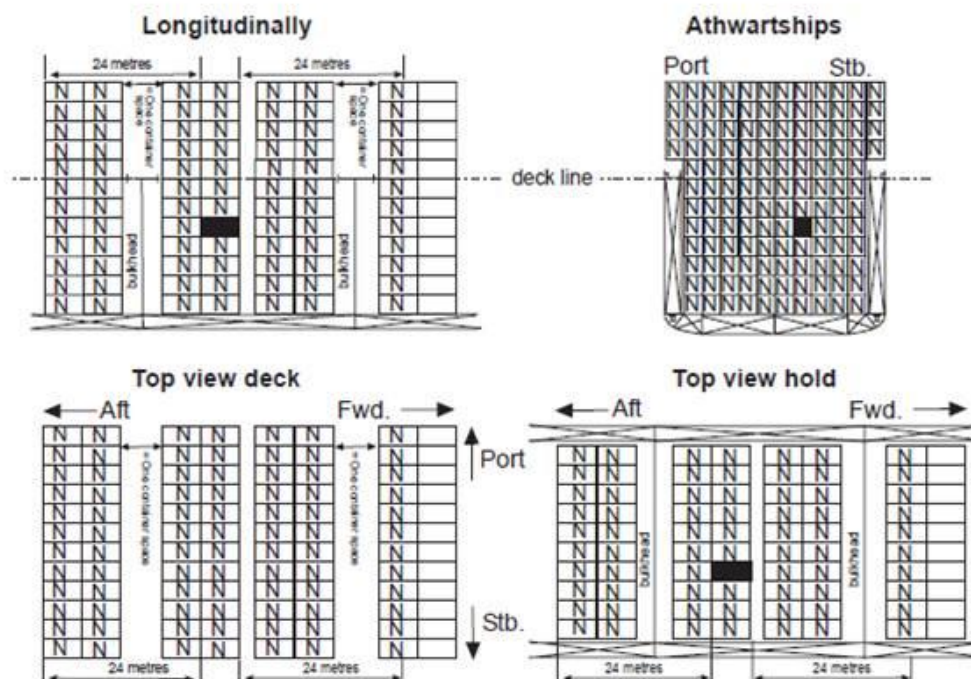 Longitudinally
24 metres
24 metres
= One container space
= One container space
N
bulkhead
bulkhead
deck line
Athwartships
Port
Stb.
N
Top view deck
Aft
Fwd.
= One container space
= One container space
N
Port
Stb.
24 metres
24 metres
Top view hold
Aft
Fwd.
N
bulkhead
bulkhead
24 metres
24 metres